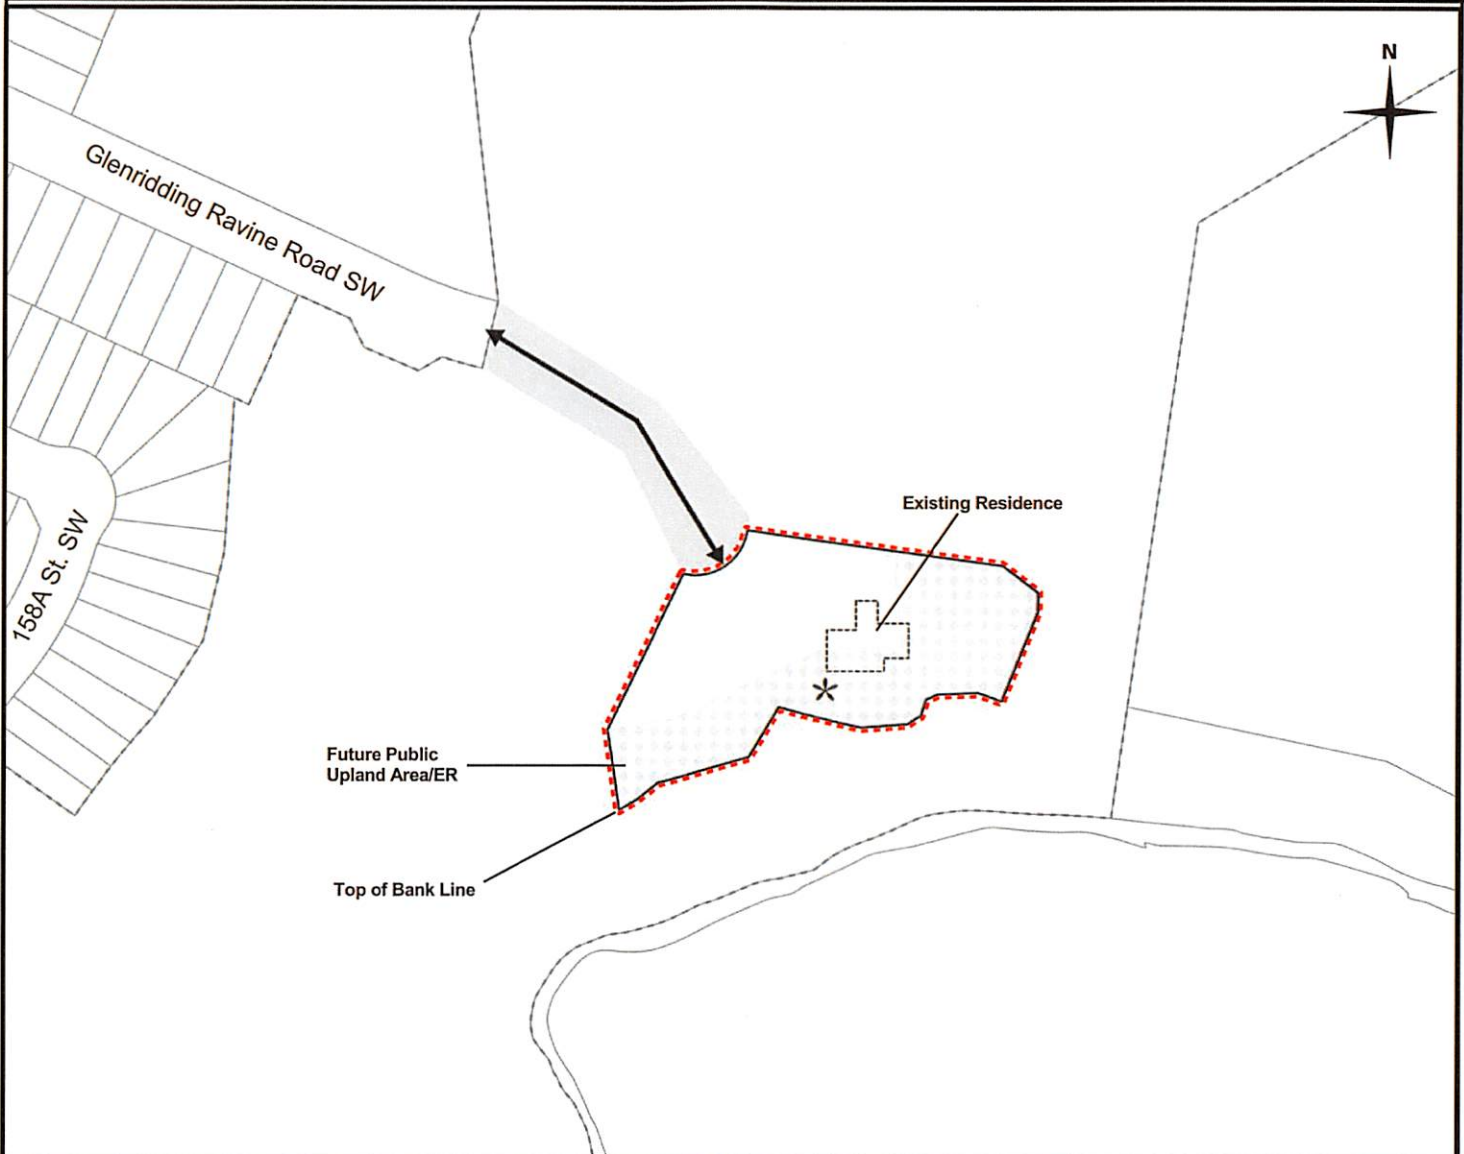 N
Glenridding Ravine Road SW
Existing Residence
158A St. SW
Future Public
Upland Area/ER
Top of Bank Line